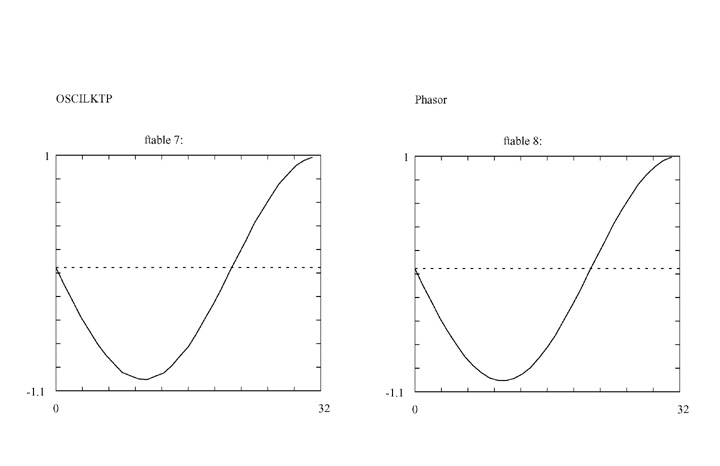 OSCILKTP
Phasor
ftable 7:
ftable 8:
1
-1.1
0
32
1
-1.1
0
32